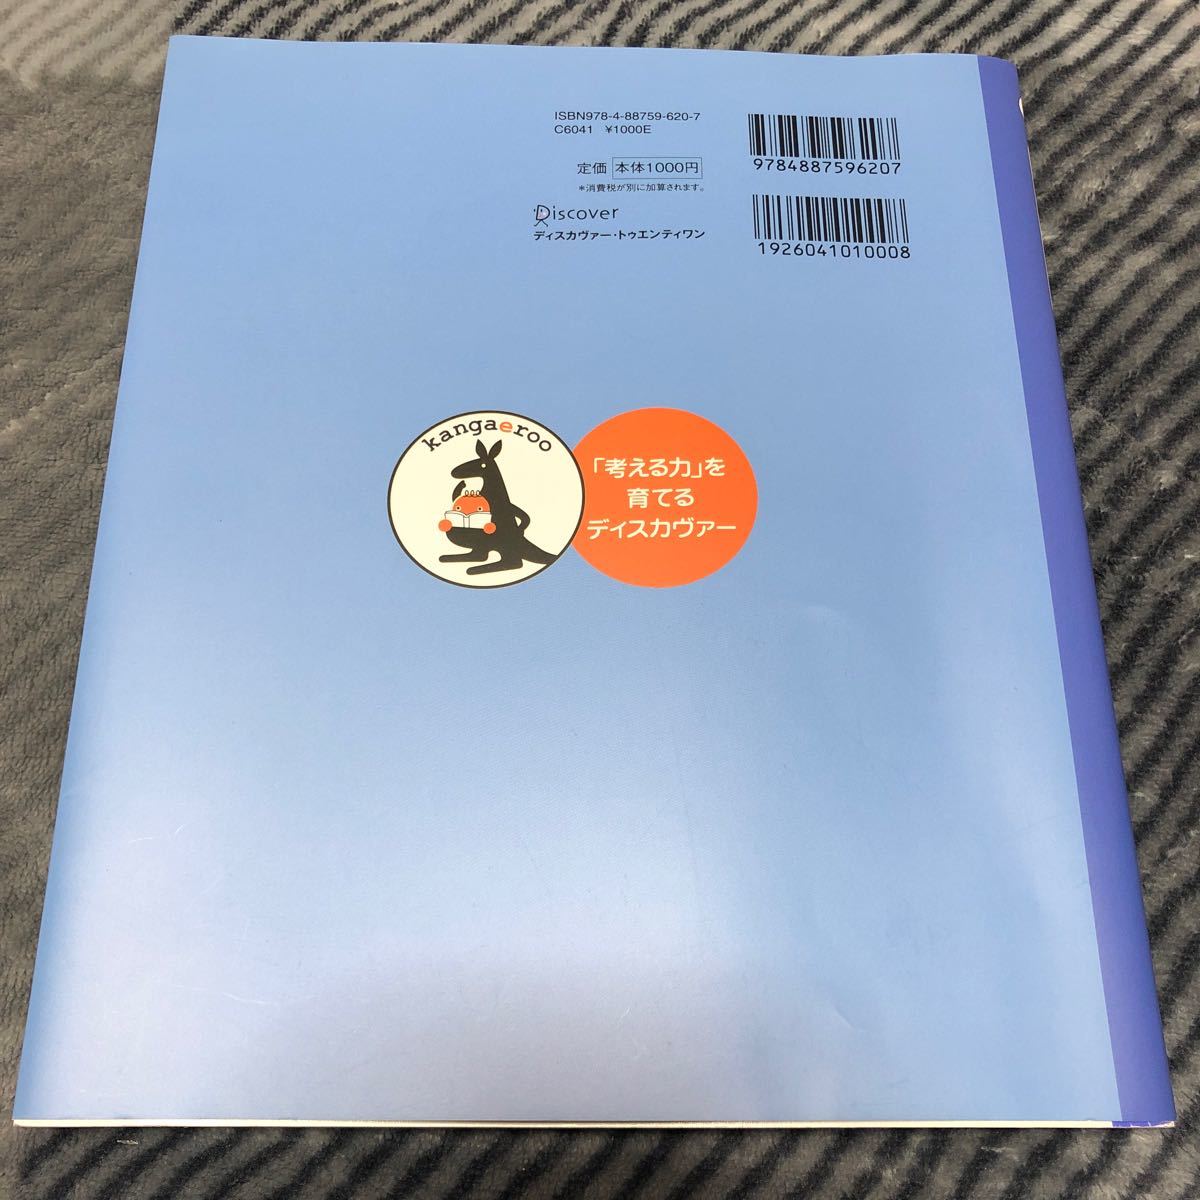 ISBN978-4-88759-620-7
C6041 ¥1000E
定価 本体1000円
*消費税が別に加算されます。
Discover
ディスカヴァー・トゥエンティワン
9784887596207
1926041010008
kangaeroo
「考える力」を
育てる
ディスカヴァー